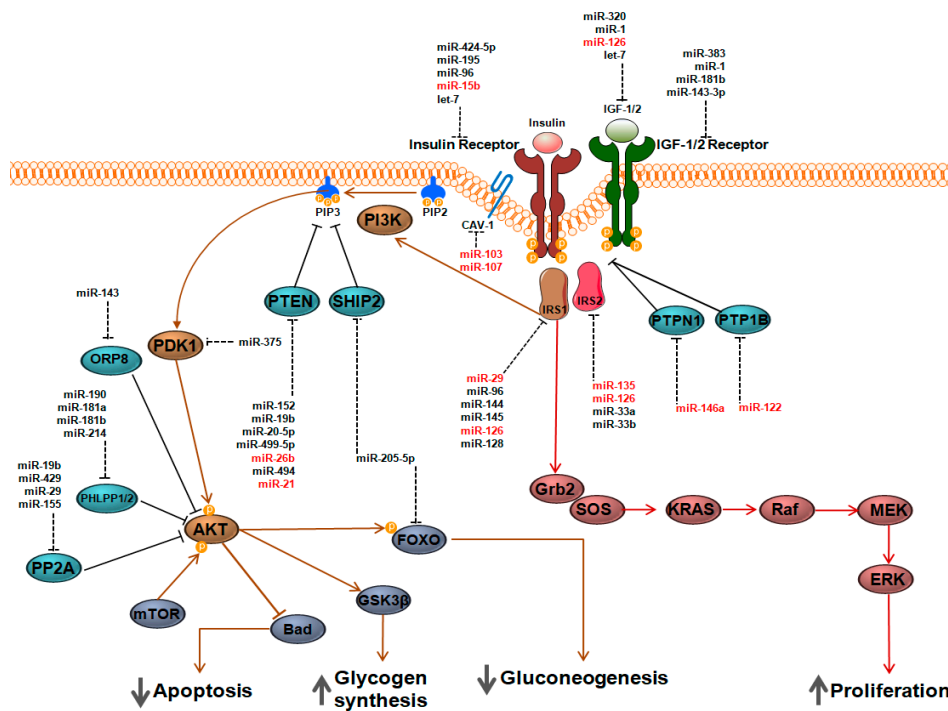 miR-320
miR-1
miR-126
let-7
miR-424-5p
miR-195
miR-96
miR-15b
let-7
miR-383
miR-1
miR-181b
miR-143-3p
Insulin
IGF-1/2
Insulin Receptor
IGF-1/2 Receptor
P P P
PIP3
P P
PIP2
PI3K
CAV-1
miR-103
miR-107
P P P P
P P P P
IRS1
IRS2
PTEN
SHIP2
PTPN1
PTP1B
miR-143
PDK1
miR-375
ORP8
miR-190
miR-181a
miR-181b
miR-214
miR-152
miR-19b
miR-20-5p
miR-499-5p
miR-26b
miR-494
miR-21
miR-29
miR-96
miR-144
miR-145
miR-126
miR-128
miR-135
miR-126
miR-33a
miR-33b
miR-146a
miR-122
miR-205-5p
miR-19b
miR-429
miR-29
miR-155
PHLPP1/2
Grb2
SOS
KRAS
Raf
MEK
P
AKT
P
P
FOXO
PP2A
ERK
mTOR
GSK3β
Bad
Apoptosis
Glycogen
synthesis
Gluconeogenesis
Proliferation